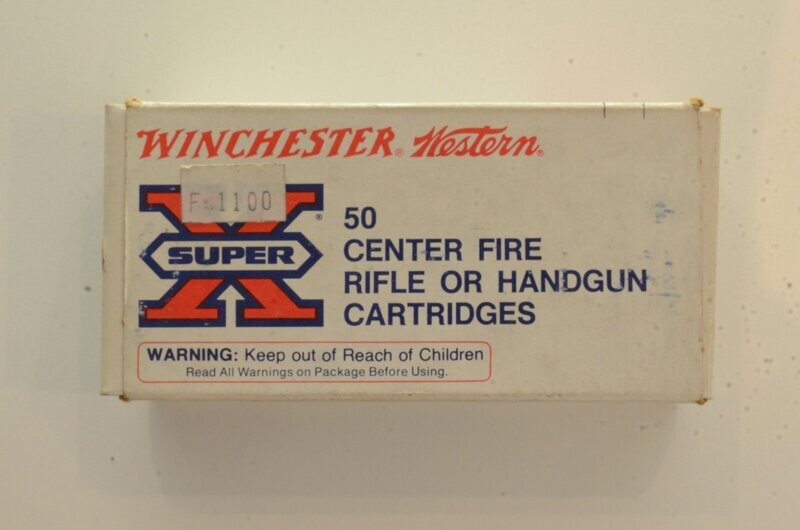 WINCHESTER® Western®
F. 1100
SUPER X®
50
CENTER FIRE
RIFLE OR HANDGUN
CARTRIDGES
WARNING: Keep out of Reach of Children
Read All Warnings on Package Before Using.